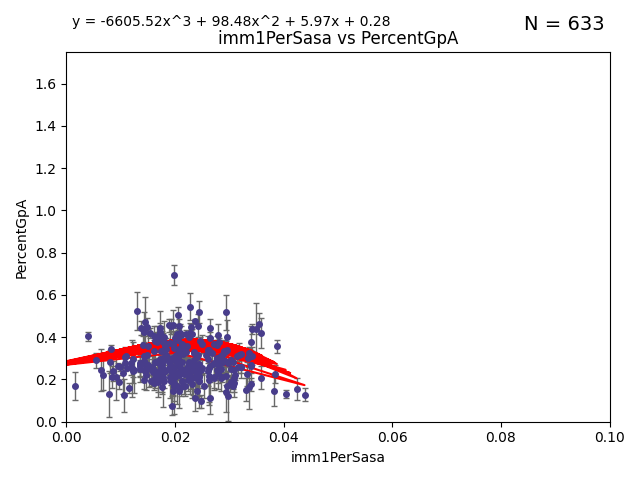 y = -6605.52x^3 + 98.48x^2 + 5.97x + 0.28
N = 633
imm1PerSasa vs PercentGpA
PercentGpA
1.6
1.4
1.2
1.0
0.8
0.6
0.4
0.2
0.0
0.00 0.02 0.04 0.06 0.08 0.10
imm1PerSasa